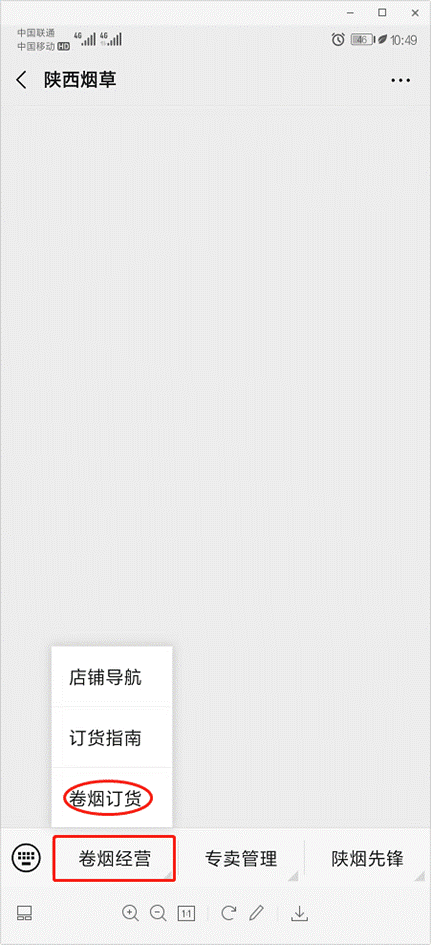 中国联通
中国移动 HD
4G 4G
46
10:49
陕西烟草
店铺导航
订货指南
卷烟订货
卷烟经营
专卖管理
陕烟先锋
1:1